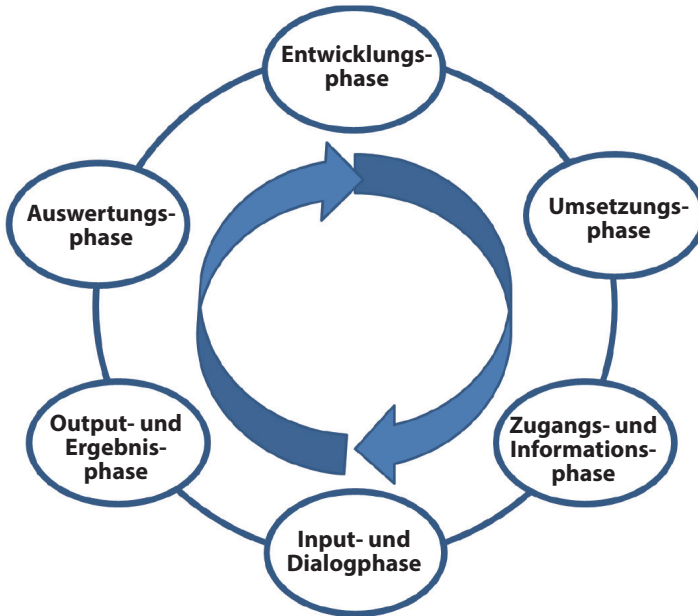 Entwicklungs-
phase
Umsetzungs-
phase
Zugangs- und
Informations-
phase
Input- und
Dialogphase
Output- und
Ergebnis-
phase
Auswertungs-
phase